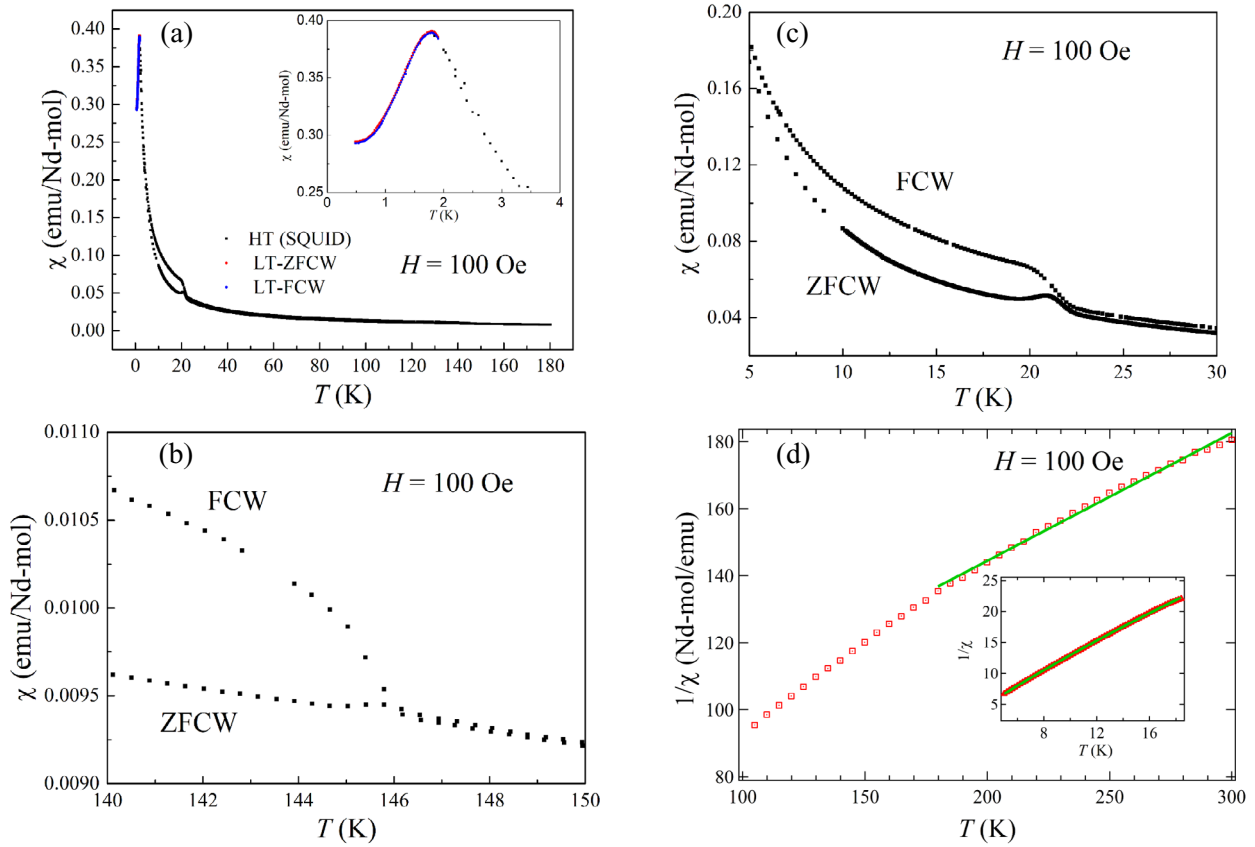 (a)
χ (emu/Nd-mol)
0.40
0.35
0.30
0.25
0.20
0.15
0.10
0.05
0.00
0 20 40 60 80 100 120 140 160 180
T (K)
χ (emu/Nd-mol)
0.40
0.35
0.30
0.25
0 1 2 3 4
T (K)
HT (SQUID)
LT-ZFCW
LT-FCW
H = 100 Oe
(c)
H = 100 Oe
χ (emu/Nd-mol)
0.20
0.16
0.12
0.08
0.04
FCW
ZFCW
5 10 15 20 25 30
T (K)
(b)
H = 100 Oe
χ (emu/Nd-mol)
0.0110
0.0105
0.0100
0.0095
0.0090
FCW
ZFCW
140 142 144 146 148 150
T (K)
(d)
H = 100 Oe
1/χ (Nd-mol/emu)
180
160
140
120
100
80
100 150 200 250 300
T (K)
1/χ
25
20
15
10
5
8 12 16
T (K)